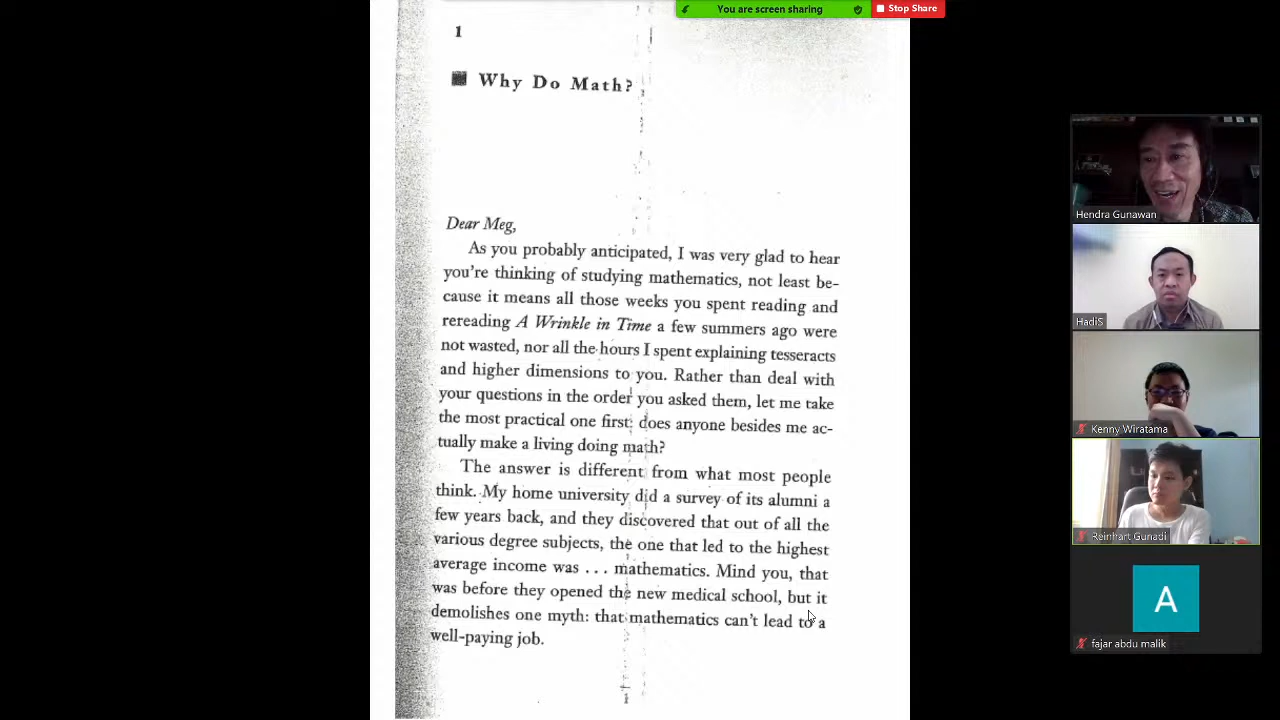 You are screen sharing
Stop Share
1
Why Do Math?
Dear Meg,
As you probably anticipated, I was very glad to hear
you're thinking of studying mathematics, not least be-
cause it means all those weeks you spent reading and
rereading A Wrinkle in Time a few summers ago were
not wasted, nor all the hours I spent explaining tesseracts
and higher dimensions to you. Rather than deal with
your questions in the order you asked them, let me take
the most practical one first: does anyone besides me ac-
tually make a living doing math?
The answer is different from what most people
think. My home university did a survey of its alumni a
few years back, and they discovered that out of all the
various degree subjects, the one that led to the highest
average income was . . . mathematics. Mind you, that
was before they opened the new medical school, but it
demolishes one myth: that mathematics can't lead to a
well-paying job.
1
Hendra Gunawan
HadiS
Kenny Wiratama
Reinhart Gunadi
A
fajar abdu malik